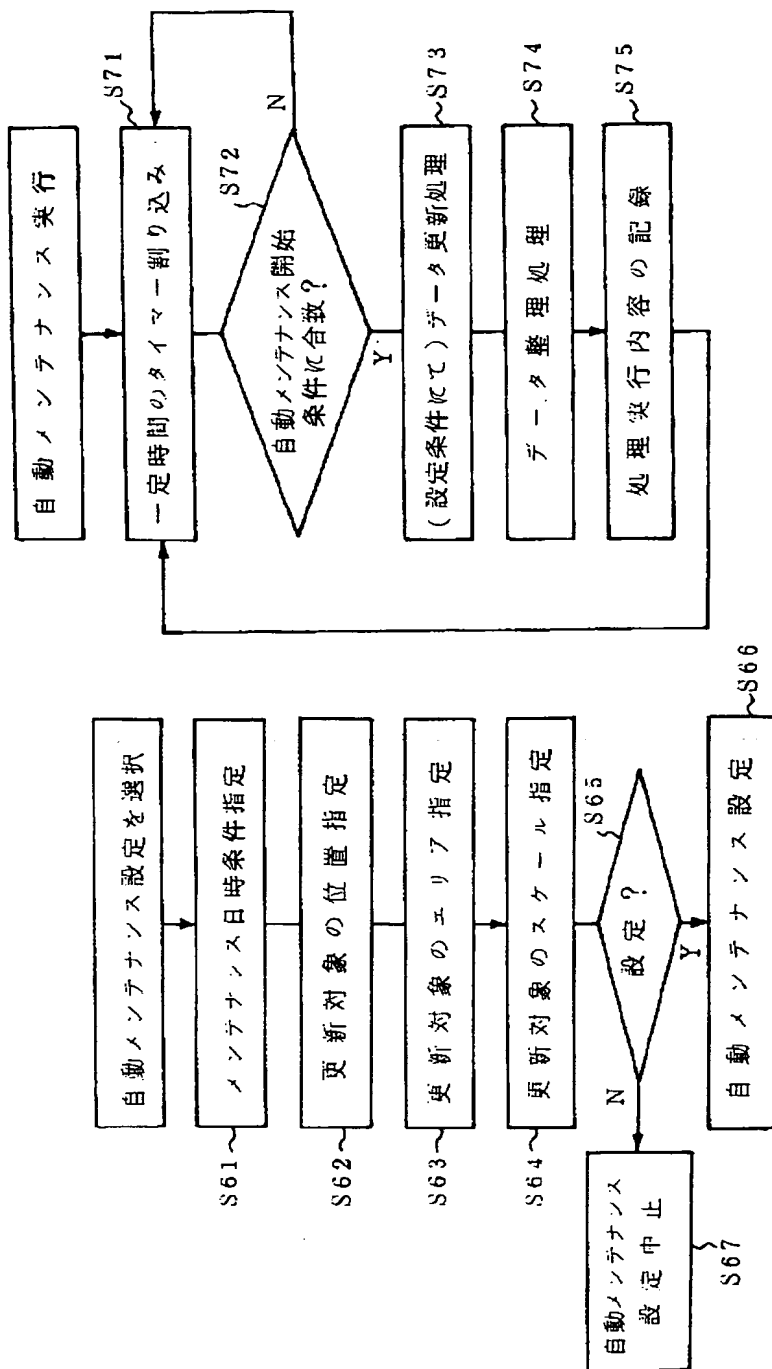 自動メンテナンス設定を選択
メンテナンス日時条件指定
S61
更新対象の位置指定
S62
更新対象のエリア指定
S63
更新対象のスケール指定
S64
設定?
S65
N
Y
自動メンテナンス
設定中止
S67
自動メンテナンス設定
S66
自動メンテナンス実行
一定時間のタイマー割り込み
S71
自動メンテナンス開始
条件に合致?
S72
N
Y
(設定条件にて)データ更新処理
S73
データ整理処理
S74
処理実行内容の記録
S75